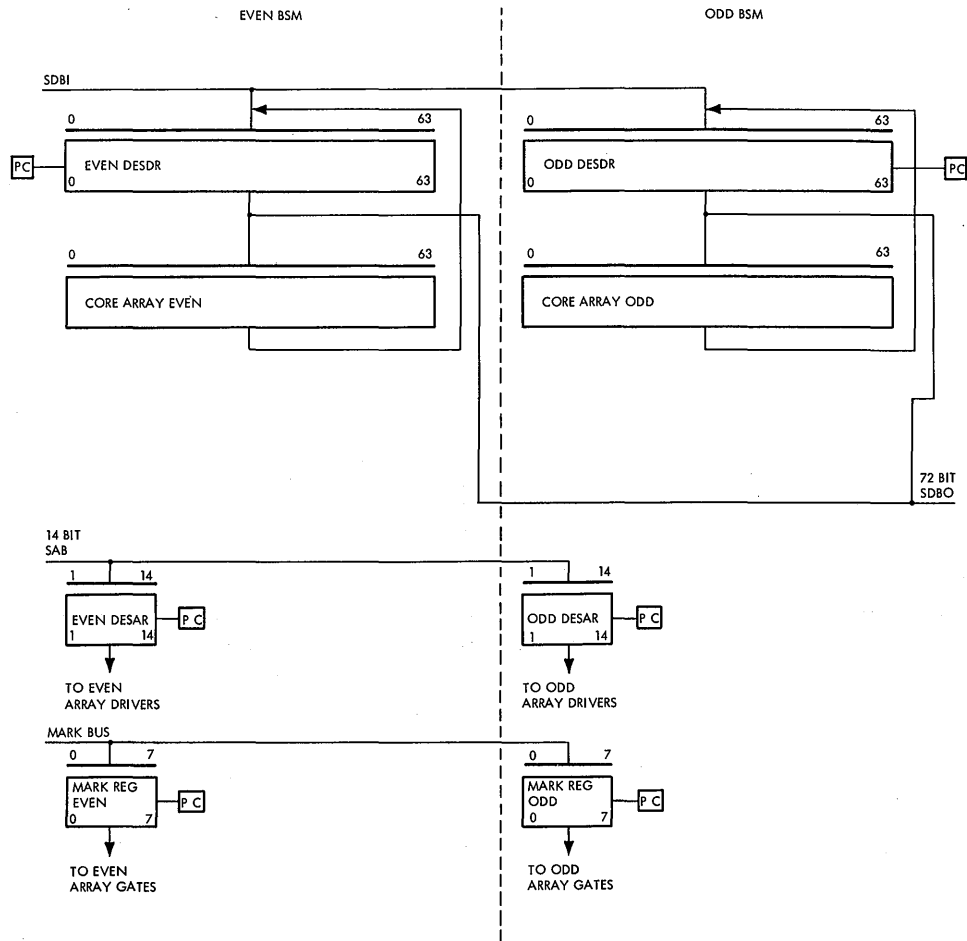 EVEN BSM
ODD BSM
SDBI
0 63
0 63
PC
EVEN DESDR
0 63
ODD DESDR
0 63
PC
0 63
0 63
CORE ARRAY EVEN
CORE ARRAY ODD
72 BIT
SDBO
14 BIT
SAB
1 14
1 14
EVEN DESAR
1 14
P C
ODD DESAR
1 14
P C
TO EVEN
ARRAY DRIVERS
TO ODD
ARRAY DRIVERS
MARK BUS
0 7
0 7
MARK REG
EVEN
0 7
P C
MARK REG
ODD
0 7
P C
TO EVEN
ARRAY GATES
TO ODD
ARRAY GATES